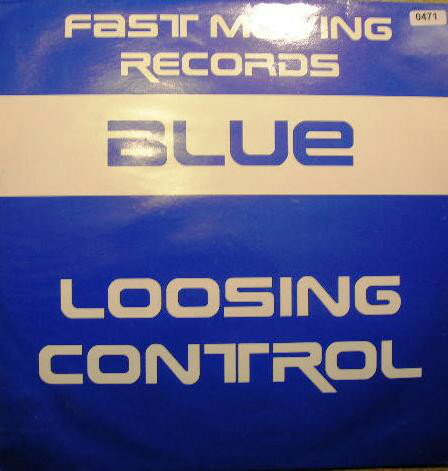 0471
FAST MOVING
RECORDS
BLUE
LOOSING
CONTROL